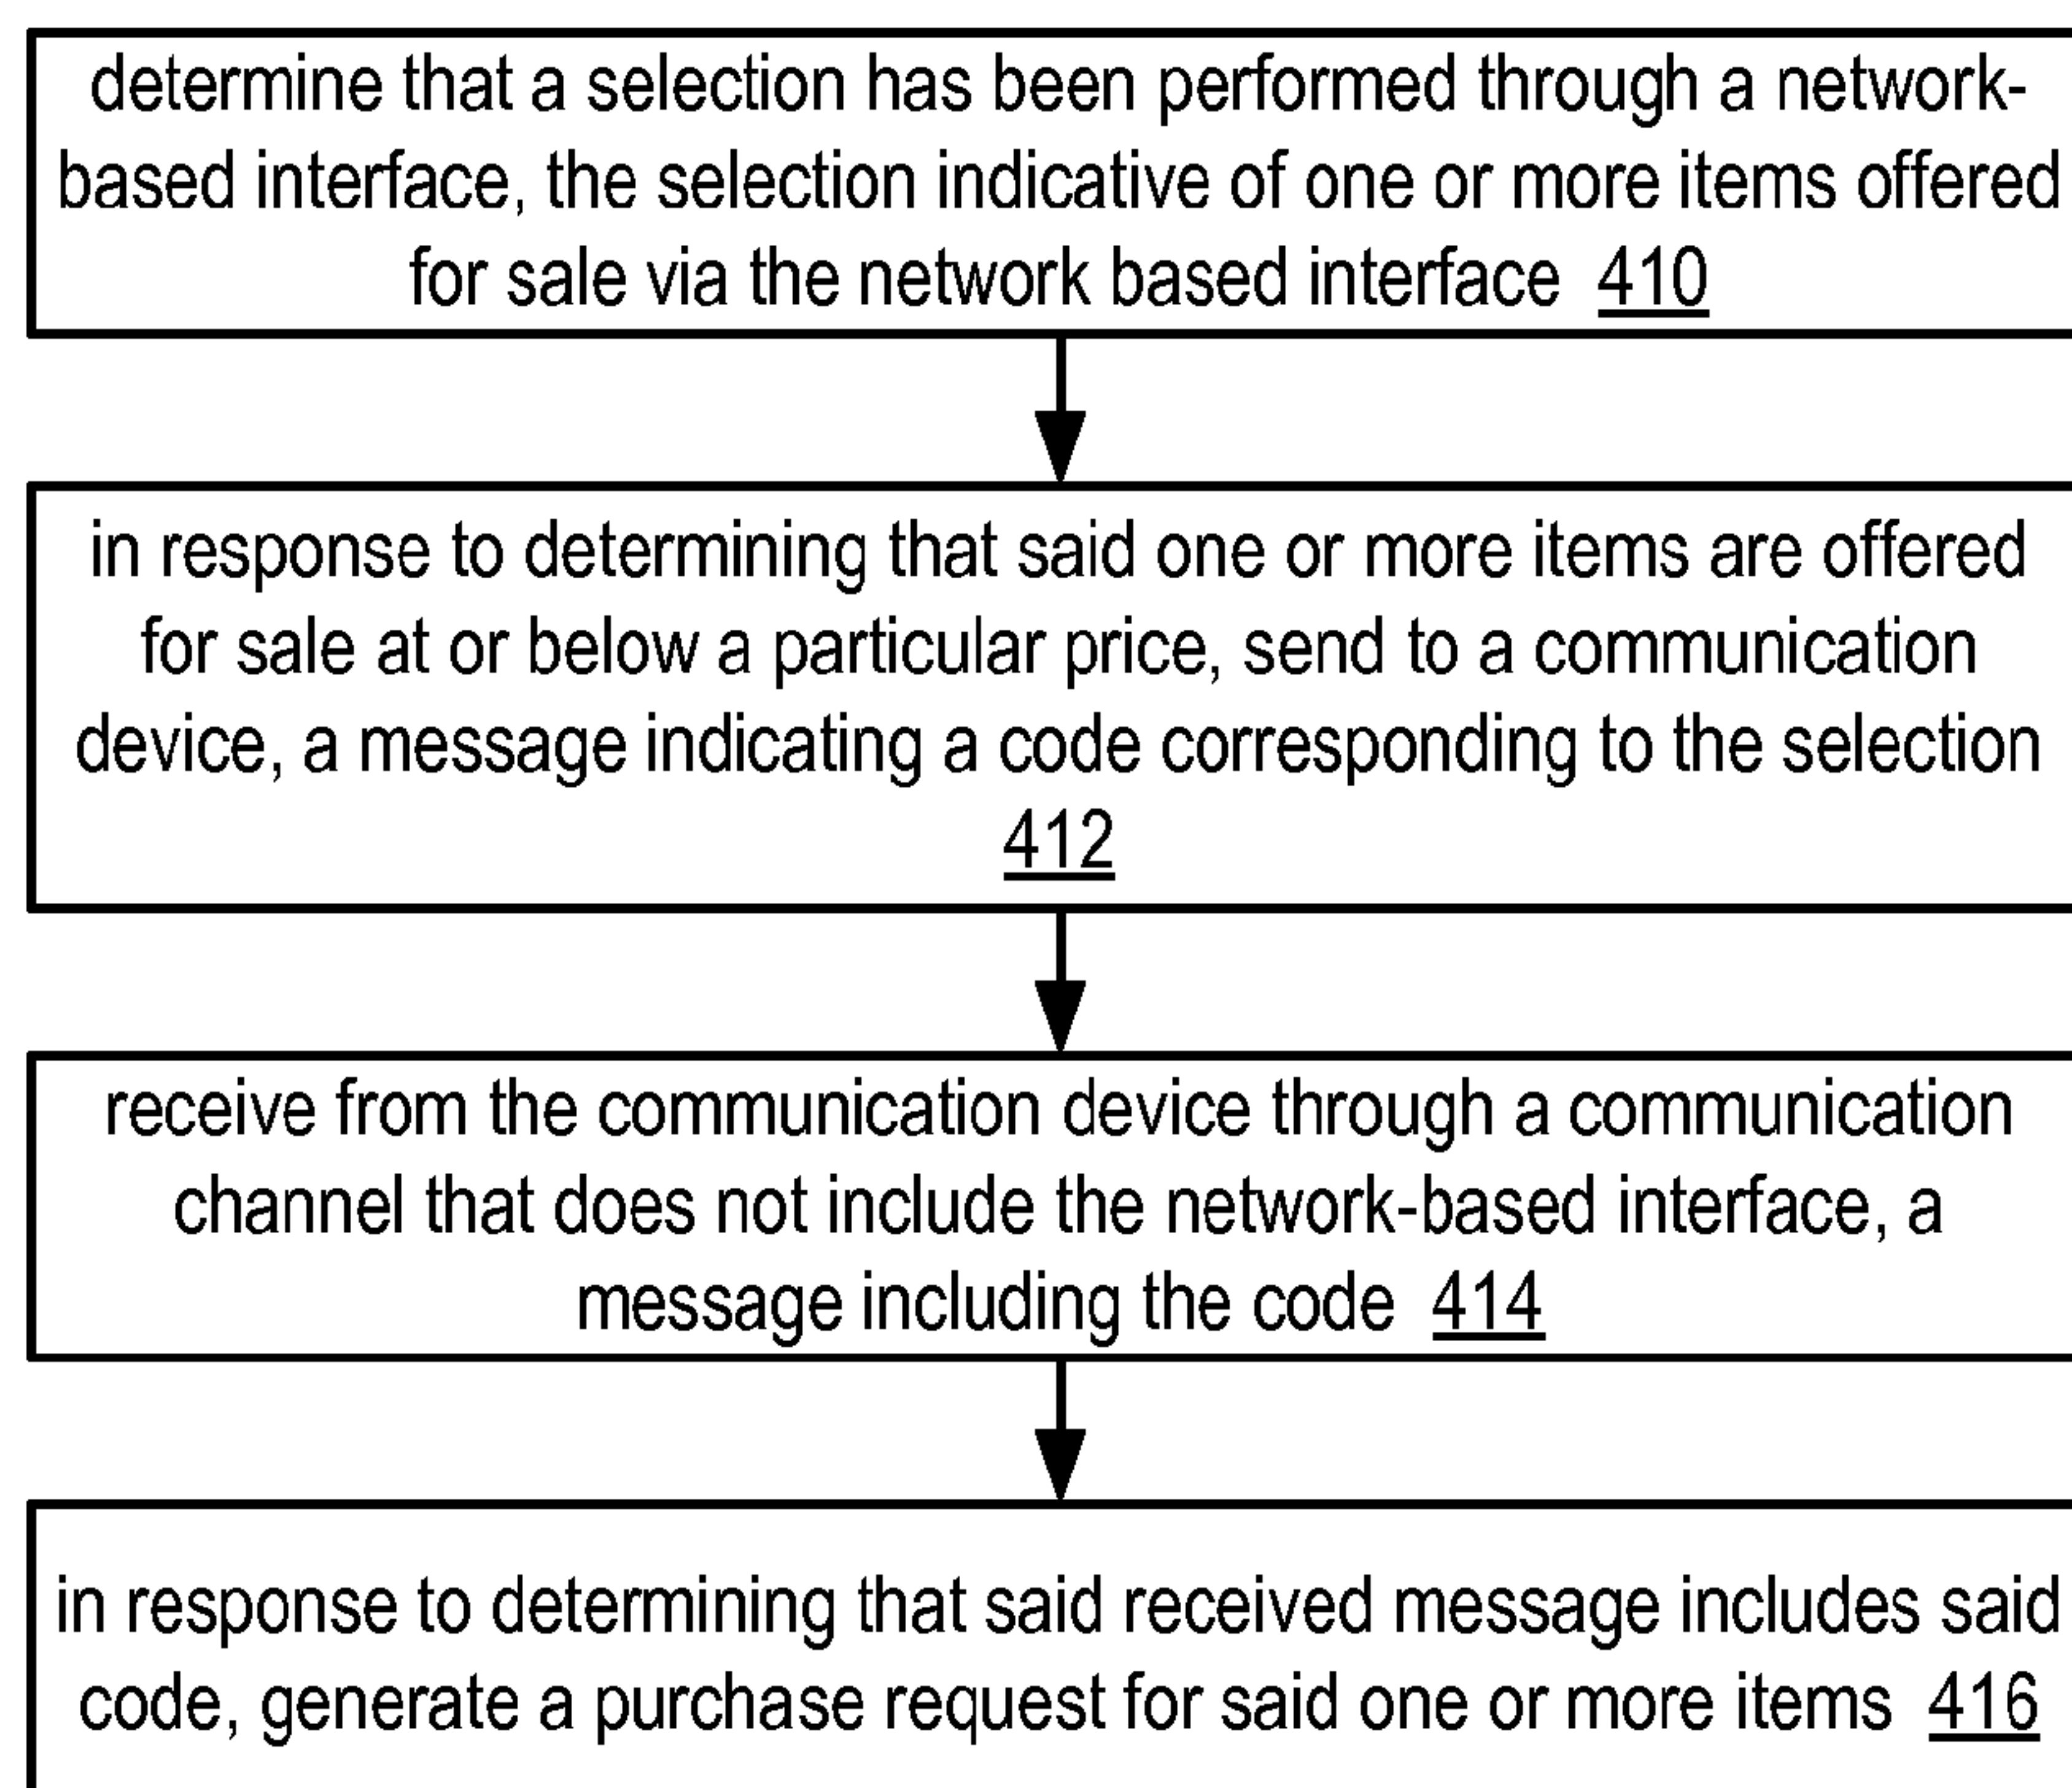 determine that a selection has been performed through a network-
based interface, the selection indicative of one or more items offered
for sale via the network based interface 410
in response to determining that said one or more items are offered
for sale at or below a particular price, send to a communication
device, a message indicating a code corresponding to the selection
412
receive from the communication device through a communication
channel that does not include the network-based interface, a
message including the code 414
in response to determining that said received message includes said
code, generate a purchase request for said one or more items 416